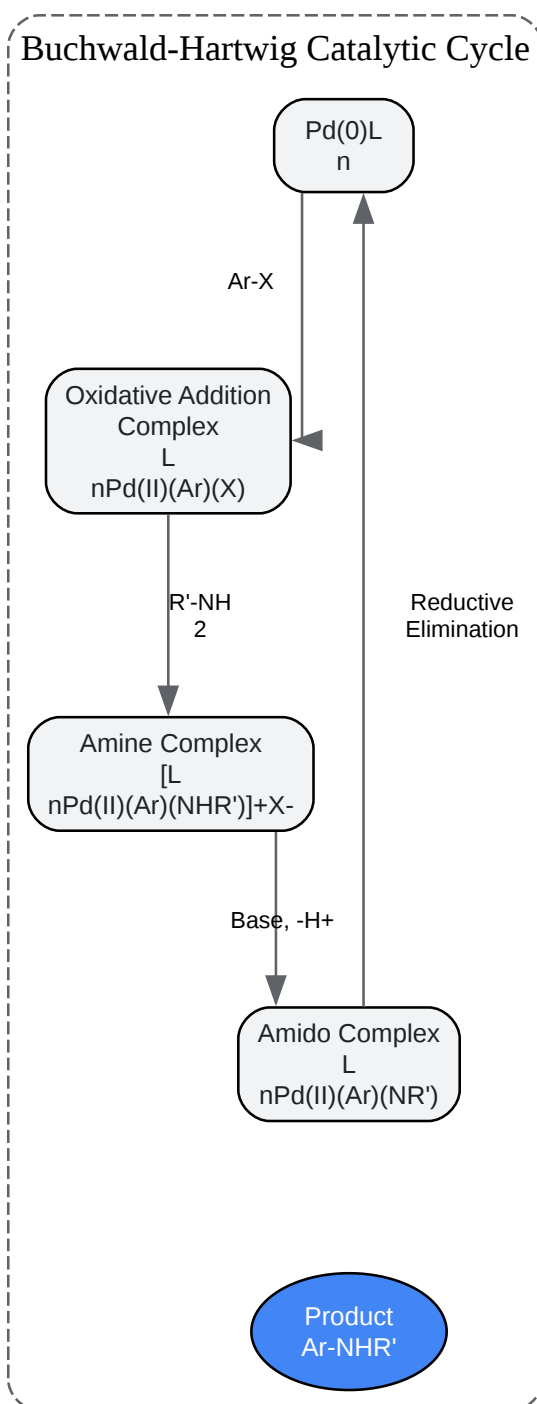 Buchwald-Hartwig Catalytic Cycle
Pd(0)L
n
Ar-X
Oxidative Addition
Complex
L
nPd(II)(Ar)(X)
R'-NH
2
Reductive
Elimination
Amine Complex
[L
nPd(II)(Ar)(NHR')]+X-
Base, -H+
Amido Complex
L
nPd(II)(Ar)(NR')
Product
Ar-NHR'